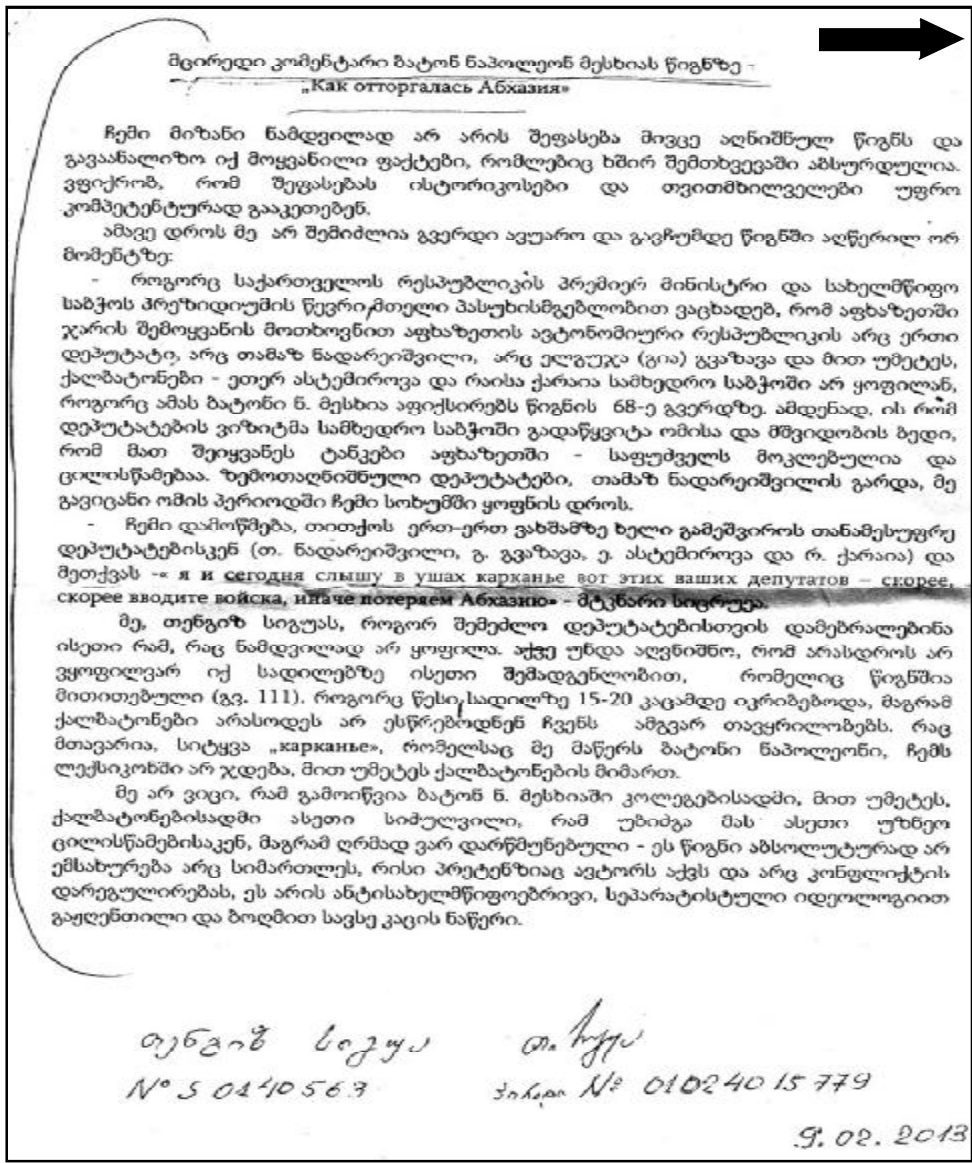 მცირედი კომენტარი ბატონ ნაპოლეონ მესხიას წიგნზე -
„Как отторгалась Абхазия»
ჩემი მიზანი ნამდვილად არ არის შეფასება მივცე აღნიშნულ წიგნს და
გავაანალიზო იქ მოყვანილი ფაქტები, რომლებიც ხშირ შემთხვევაში აბსურდულია.
ვფიქრობ, რომ შეფასებას ისტორიკოსები და თვითმხილველები უფრო
კომპეტენტურად გააკეთებენ.
ამავე დროს მე არ შემიძლია გვერდი ავუარო და გავჩუმდე წიგნში აღწერილ ორ
მომენტზე:
- როგორც საქართველოს რესპუბლიკის პრემიერ მინისტრი და სახელმწიფო
საბჭოს პრეზიდიუმის წევრი, მთელი პასუხისმგებლობით ვაცხადებ, რომ აფხაზეთში
ჯარის შემოყვანის მოთხოვნით აფხაზეთის ავტონომიური რესპუბლიკის არც ერთი
დეპუტატი, არც თამაზ ნადარეიშვილი, არც ელგუჯა (გია) გვაზავა და მით უმეტეს,
ქალბატონები - ეთერ ასტემიროვა და რაისა ქარაია სამხედრო საბჭოში არ ყოფილან,
როგორც ამას ბატონი ნ. მესხია აფიქსირებს წიგნის 68-ე გვერდზე. ამდენად, ის რომ
დეპუტატების ვიზიტმა სამხედრო საბჭოში გადაწყვიტა ომისა და მშვიდობის ბედი,
რომ მათ შეიყვანეს ტანკები აფხაზეთში - საფუძველს მოკლებულია და
ცილისწამებაა. ზემოთაღნიშნული დეპუტატები, თამაზ ნადარეიშვილის გარდა, მე
გავიცანი ომის პერიოდში ჩემი სოხუმში ყოფნის დროს.
- ჩემი დამოწმება, თითქოს ერთ-ერთ ვახშამზე ხელი გამეშვიროს თანამესუფრე
დეპუტატებისკენ (თ. ნადარეიშვილი, გ. გვაზავა, ე. ასტემიროვა და რ. ქარაია) და
მეთქვას -« я и сегодня слышу в ушах карканье вот этих ваших депутатов – скорее,
скорее вводите войска, иначе потеряем Абхазию» - მტკნარი სიცრუეა.
მე, თენგიზ სიგუას, როგორ შემეძლო დეპუტატებისთვის დამებრალებინა
ისეთი რამ, რაც ნამდვილად არ ყოფილა. აქვე უნდა აღვნიშნო, რომ არასდროს არ
ვყოფილვარ იქ სადილებზე ისეთი შემადგენლობით, რომელიც წიგნშია
მითითებული (გვ. 111). როგორც წესი, სადილზე 15-20 კაცამდე იკრიბებოდა, მაგრამ
ქალბატონები არასოდეს არ ესწრებოდნენ ჩვენს ამგვარ თავყრილობებს. რაც
მთავარია, სიტყვა „карканье», რომელსაც მე მაწერს ბატონი ნაპოლეონი, ჩემს
ლექსიკონში არ ჯდება, მით უმეტეს ქალბატონების მიმართ.
მე არ ვიცი, რამ გამოიწვია ბატონ ნ. მესხიაში კოლეგებისადმი, მით უმეტეს,
ქალბატონებისადმი ასეთი სიძულვილი, რამ უბიძგა მას ასეთი უზნეო
ცილისწამებისაკენ, მაგრამ ღრმად ვარ დარწმუნებული - ეს წიგნი აბსოლუტურად არ
ემსახურება არც სიმართლეს, რისი პრეტენზიაც ავტორს აქვს და არც კონფლიქტის
დარეგულირებას, ეს არის ანტისახელმწიფოებრივი, სეპარატისტული იდეოლოგიით
გაჟღენთილი და ბოღმით სავსე კაცის ნაწერი.
თენგიზ სიგუა თ. სიგუა
N° S 0140563 პირადი № 01024015779
9. 02. 2013